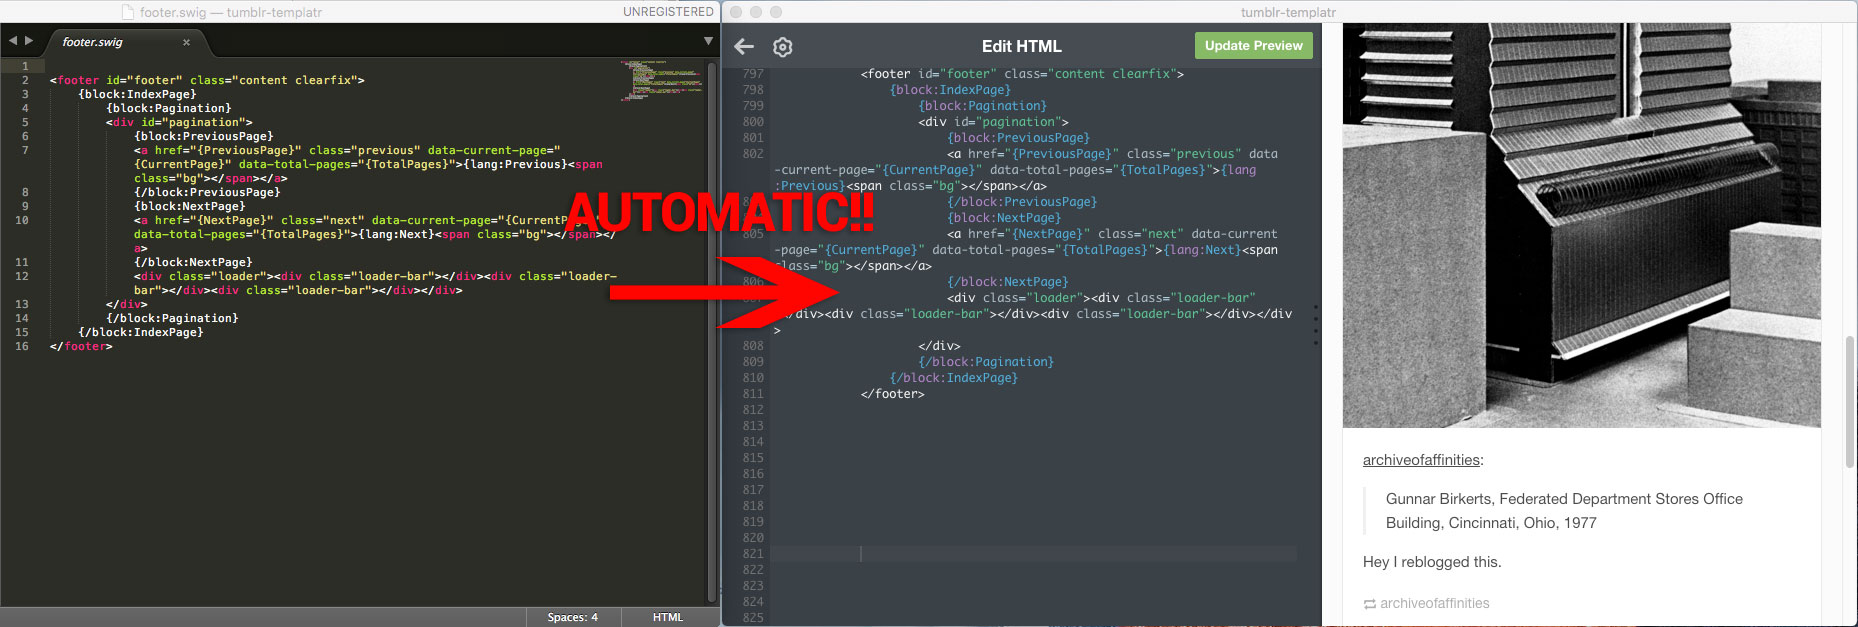 footer.swig — tumblr-templatr
UNREGISTERED
footer.swig ×
1
2 <footer id="footer" class="content clearfix">
3 {block:IndexPage}
4 {block:Pagination}
5 <div id="pagination">
6 {block:PreviousPage}
7 <a href="{PreviousPage}" class="previous" data-current-page="
{CurrentPage}" data-total-pages="{TotalPages}">{lang:Previous}<span
class="bg"></span></a>
8 {/block:PreviousPage}
9 {block:NextPage}
10 <a href="{NextPage}" class="next" data-current-page="{CurrentP
data-total-pages="{TotalPages}">{lang:Next}<span class="bg"></span></
a>
11 {/block:NextPage}
12 <div class="loader"><div class="loader-bar"></div><div class="loader-
bar"></div><div class="loader-bar"></div></div>
13 </div>
14 {/block:Pagination}
15 {/block:IndexPage}
16 </footer>
Spaces: 4
HTML
AUTOMATIC!!
tumblr-templatr
Edit HTML
Update Preview
797 <footer id="footer" class="content clearfix">
798 {block:IndexPage}
799 {block:Pagination}
800 <div id="pagination">
801 {block:PreviousPage}
802 <a href="{PreviousPage}" class="previous" data
-current-page="{CurrentPage}" data-total-pages="{TotalPages}">{lang
:Previous}<span class="bg"></span></a>
{/block:PreviousPage}
{block:NextPage}
805 <a href="{NextPage}" class="next" data-current
-page="{CurrentPage}" data-total-pages="{TotalPages}">{lang:Next}<span
class="bg"></span></a>
806 {/block:NextPage}
<div class="loader"><div class="loader-bar"
></div><div class="loader-bar"></div><div class="loader-bar"></div></div
>
808 </div>
809 {/block:Pagination}
810 {/block:IndexPage}
811 </footer>
812
813
814
815
816
817
818
819
820
821
822
823
824
825
archiveofaffinities:
Gunnar Birkerts, Federated Department Stores Office
Building, Cincinnati, Ohio, 1977
Hey I reblogged this.
archiveofaffinities